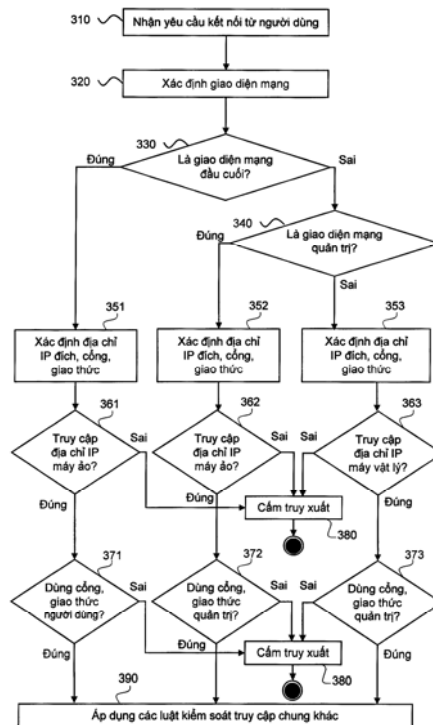 310
Nhận yêu cầu kết nối từ người dùng
320
Xác định giao diện mạng
330
Đúng
Là giao diện mạng
đầu cuối?
Sai
340
Đúng
Là giao diện mạng
quản trị?
Sai
351
352
353
Xác định địa chỉ
IP đích, cổng,
giao thức
Xác định địa chỉ
IP đích, cổng,
giao thức
Xác định địa chỉ
IP đích, cổng,
giao thức
361
362
363
Truy cập
địa chỉ IP
máy ảo?
Sai
Truy cập
địa chỉ IP
máy ảo?
Sai
Sai
Truy cập
địa chỉ IP
máy vật lý?
Cấm truy xuất
380
Đúng
Đúng
Đúng
371
372
373
Dùng cổng,
giao thức
người dùng?
Sai
Dùng cổng,
giao thức
quản trị?
Sai
Sai
Dùng cổng,
giao thức
quản trị?
Cấm truy xuất
380
Đúng
Đúng
Đúng
390
Áp dụng các luật kiểm soát truy cập chung khác